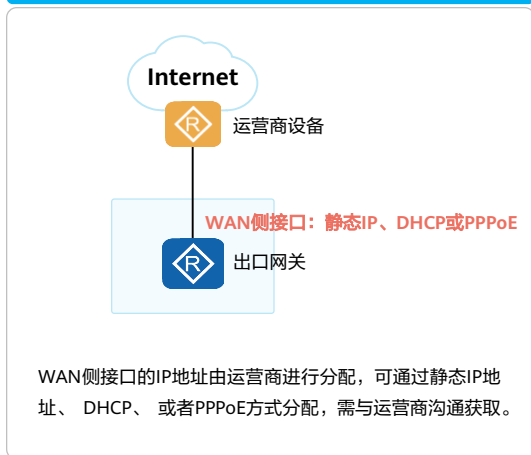 Internet
R
运营商设备
WAN侧接口：静态IP、DHCP或PPPoE
R
出口网关
WAN侧接口的IP地址由运营商进行分配，可通过静态IP地
址、 DHCP、 或者PPPoE方式分配，需与运营商沟通获取。